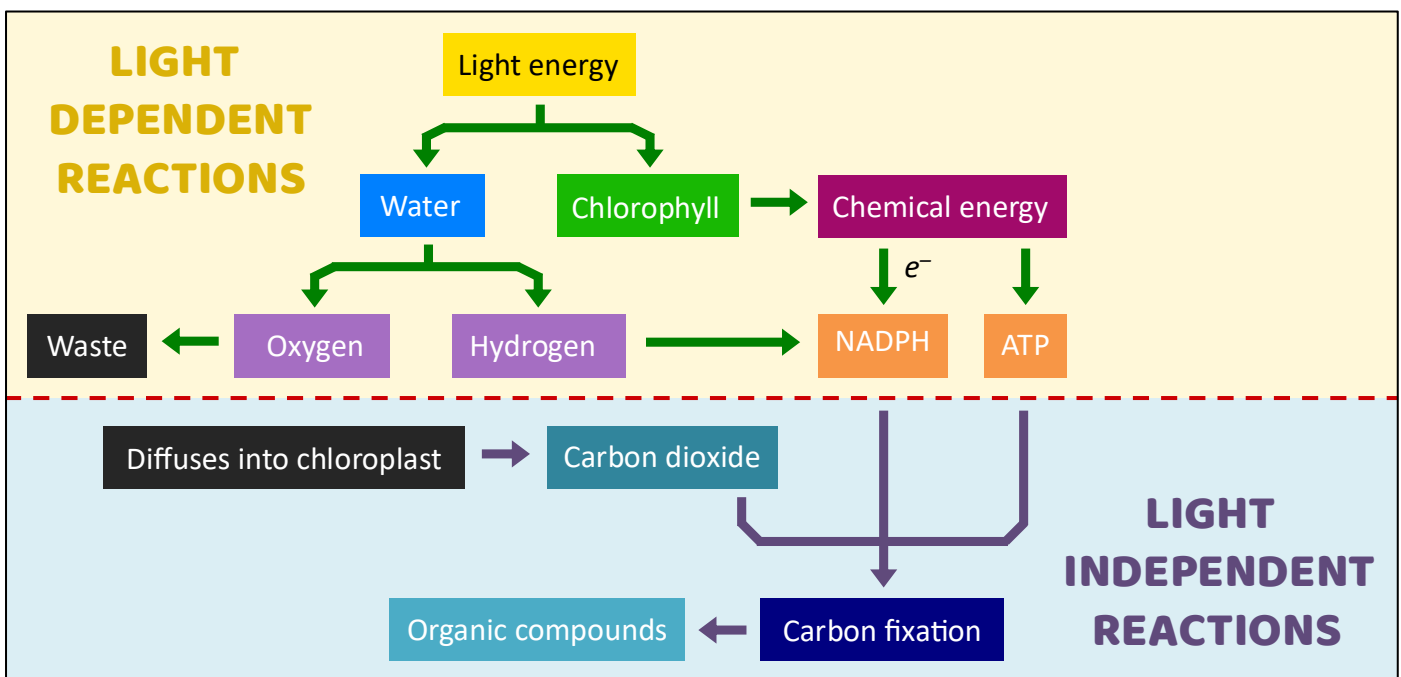 LIGHT
DEPENDENT
REACTIONS
Light energy
Water
Chlorophyll
Chemical energy
e–
Waste
Oxygen
Hydrogen
NADPH
ATP
Diffuses into chloroplast
Carbon dioxide
LIGHT
INDEPENDENT
REACTIONS
Organic compounds
Carbon fixation